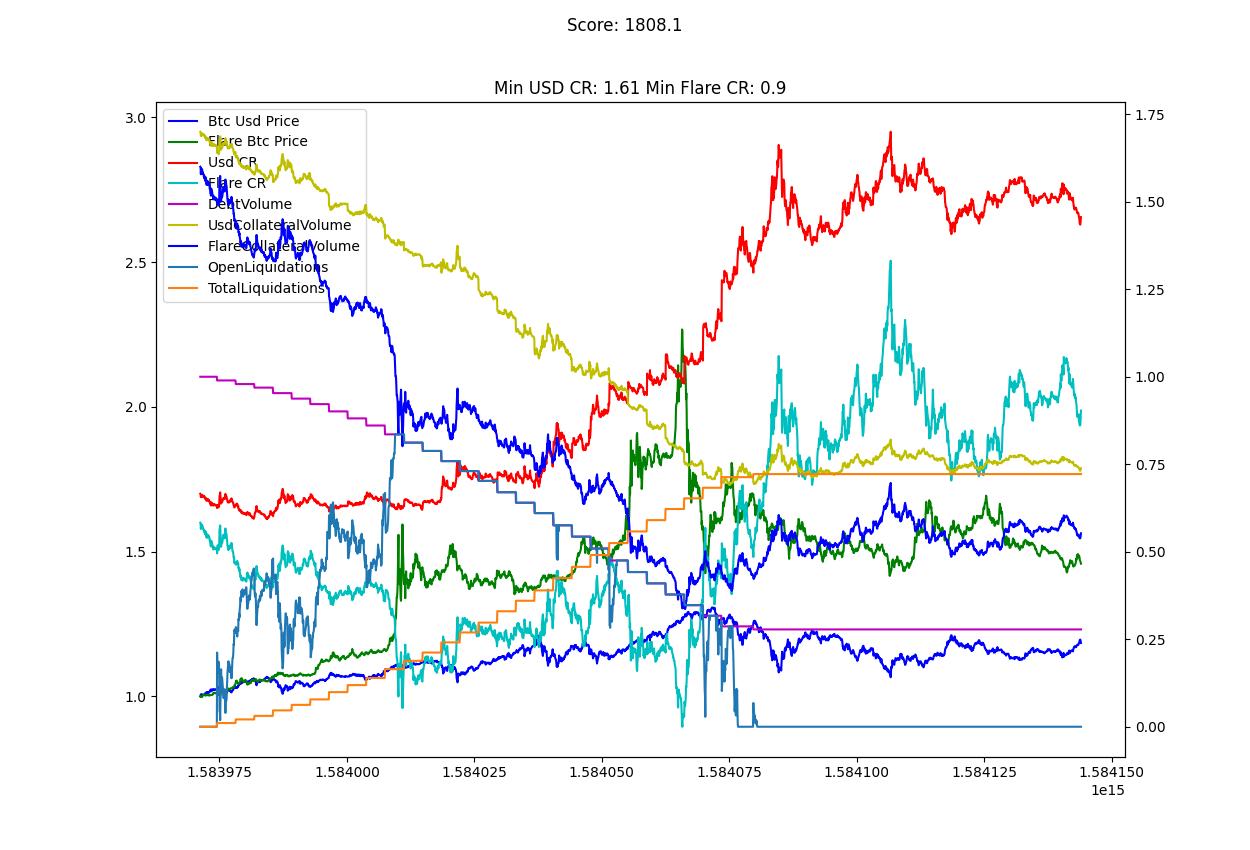 Score: 1808.1
Min USD CR: 1.61 Min Flare CR: 0.9
Btc Usd Price
Flare Btc Price
Usd CR
Flare CR
DebtVolume
UsdCollateralVolume
FlareCollateralVolume
OpenLiquidations
TotalLiquidations
3.0
2.5
2.0
1.5
1.0
1.75
1.50
1.25
1.00
0.75
0.50
0.25
0.00
1.583975 1.584000 1.584025 1.584050 1.584075 1.584100 1.584125 1.584150
1e15